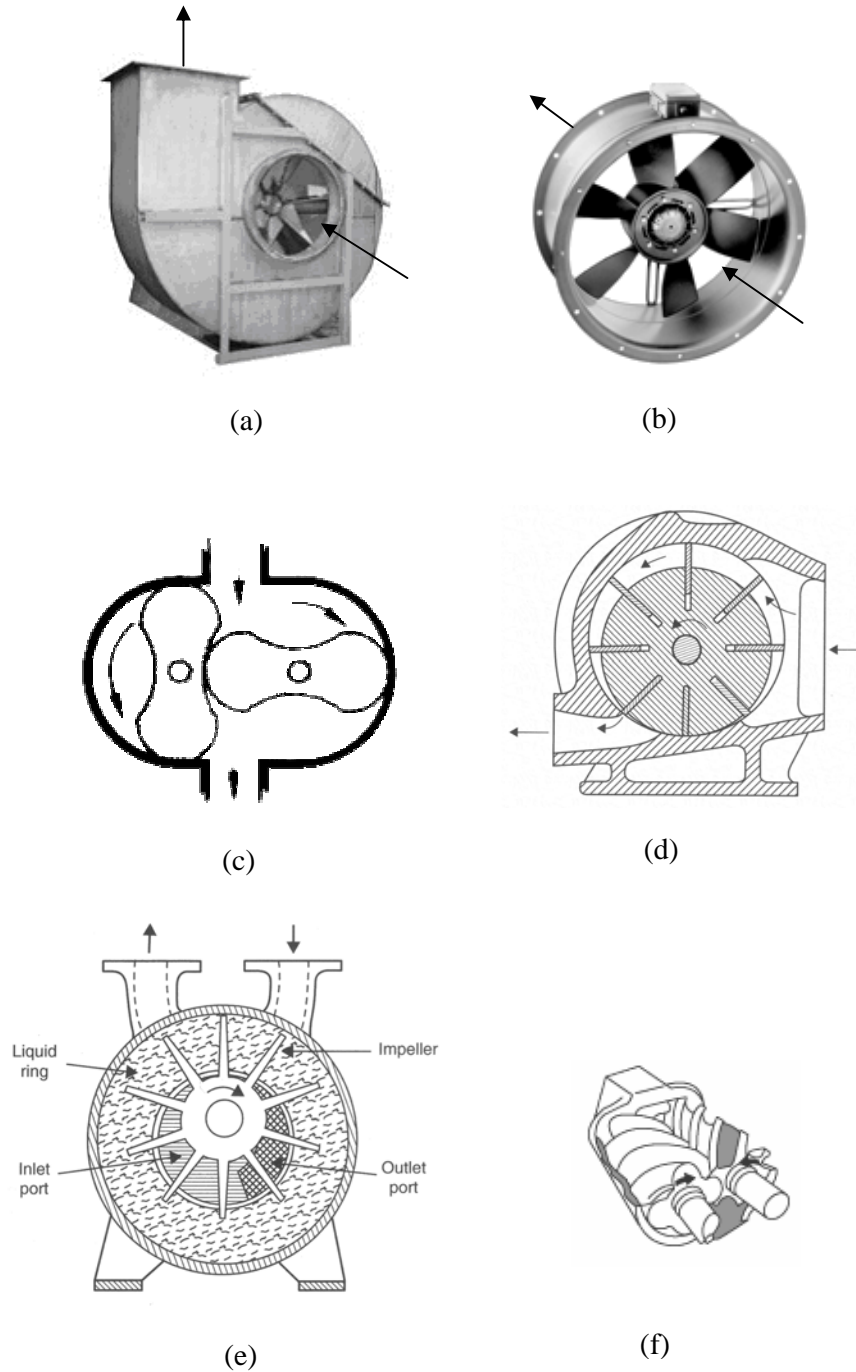 (a)
(b)
(c)
(d)
Liquid
ring
Impeller
Inlet
port
Outlet
port
(e)
(f)